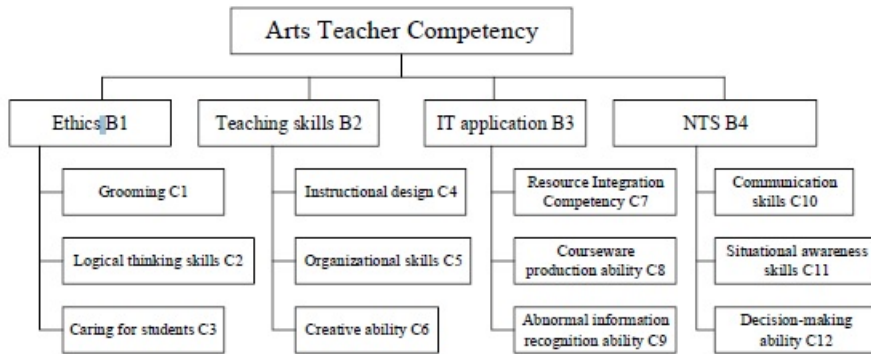 Arts Teacher Competency
Ethics B1
Teaching skills B2
IT application B3
NTS B4
Grooming C1
Instructional design C4
Resource Integration
Competency C7
Communication
skills C10
Logical thinking skills C2
Organizational skills C5
Courseware
production ability C8
Situational awareness
skills C11
Caring for students C3
Creative ability C6
Abnormal information
recognition ability C9
Decision-making
ability C12